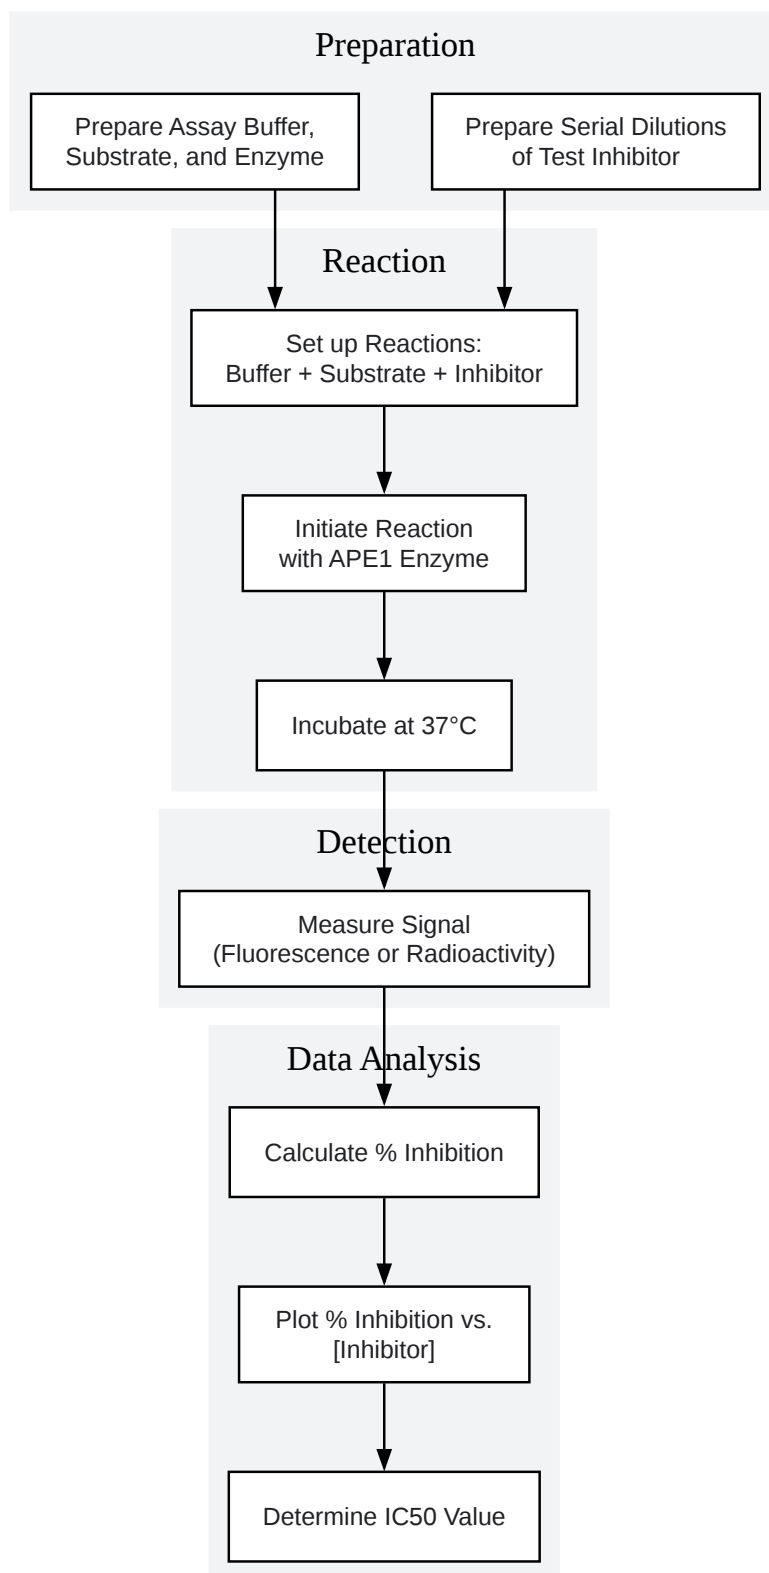 Preparation
Prepare Assay Buffer,
Substrate, and Enzyme
Prepare Serial Dilutions
of Test Inhibitor
Reaction
Set up Reactions:
Buffer + Substrate + Inhibitor
Initiate Reaction
with APE1 Enzyme
Incubate at 37°C
Detection
Measure Signal
(Fluorescence or Radioactivity)
Data Analysis
Calculate % Inhibition
Plot % Inhibition vs.
[Inhibitor]
Determine IC50 Value